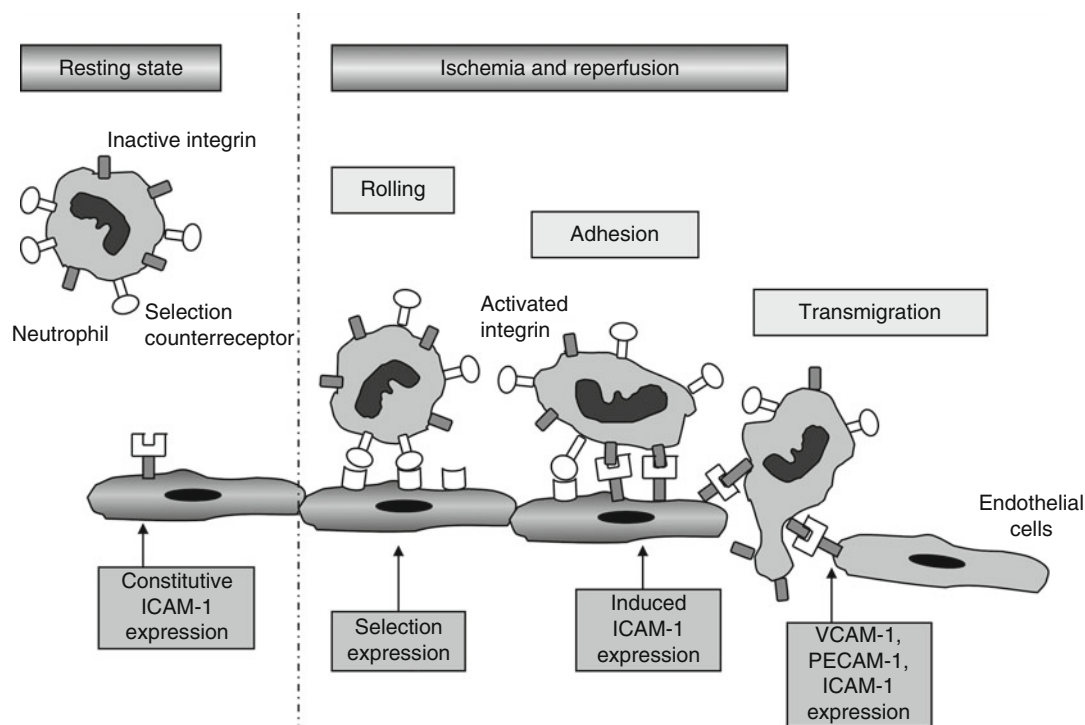 Resting state
Ischemia and reperfusion
Inactive integrin
Rolling
Adhesion
Neutrophil
Selection
counterreceptor
Activated
integrin
Transmigration
Endothelial
cells
Constitutive
ICAM-1
expression
Selection
expression
Induced
ICAM-1
expression
VCAM-1,
PECAM-1,
ICAM-1
expression